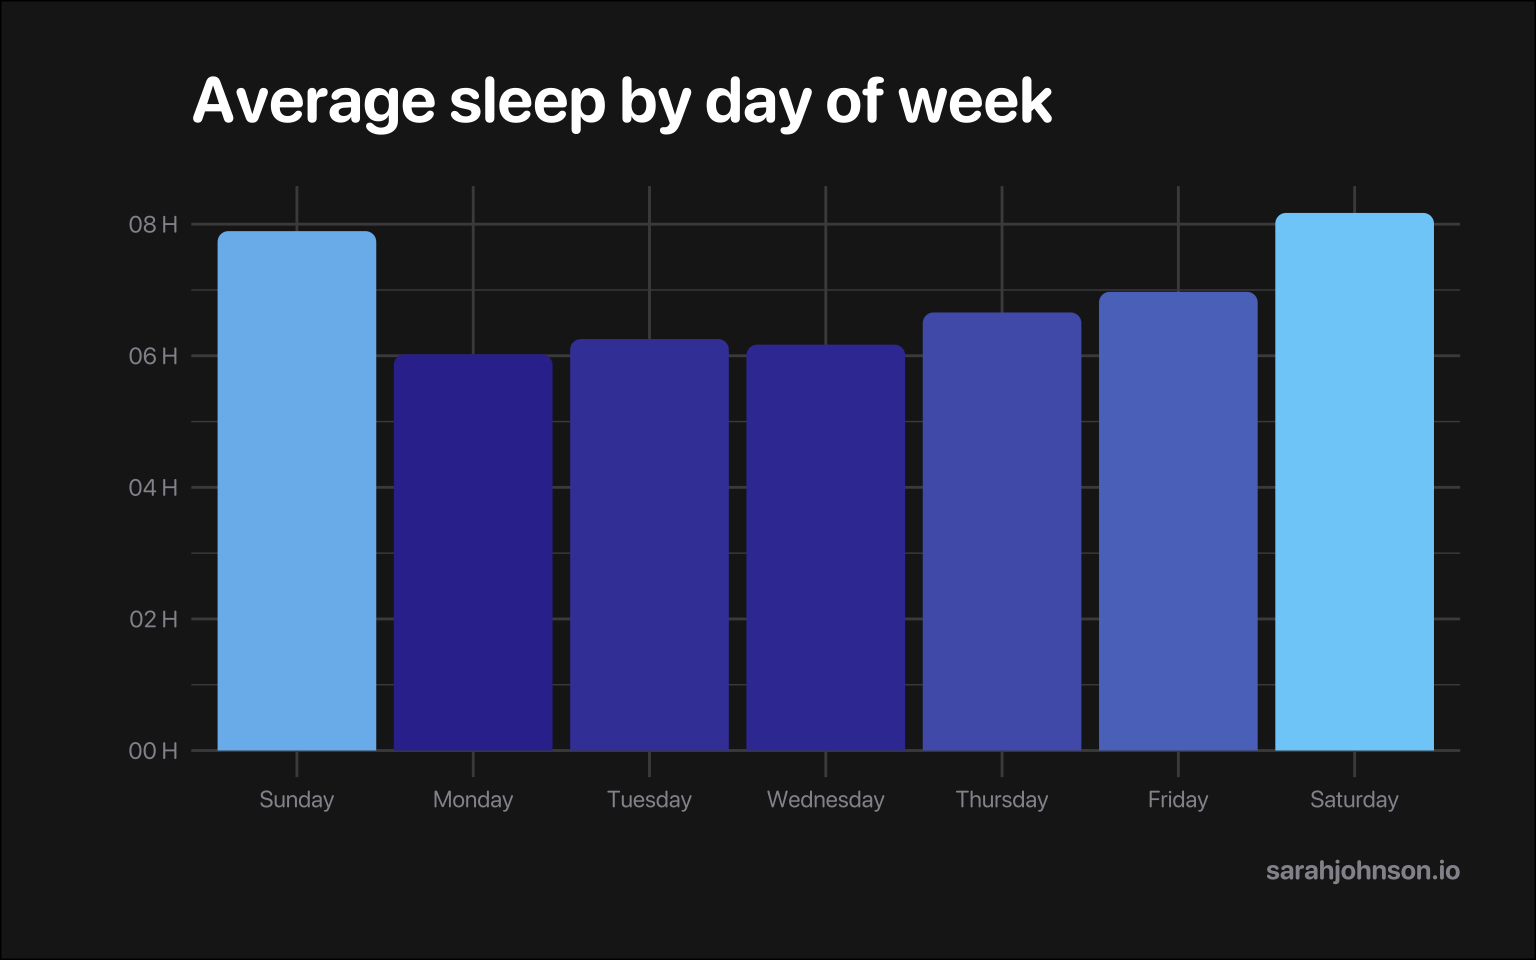 Average sleep by day of week
08 H
06 H
04 H
02 H
00 H
Sunday Monday Tuesday Wednesday Thursday Friday Saturday
sarahjohnson.io